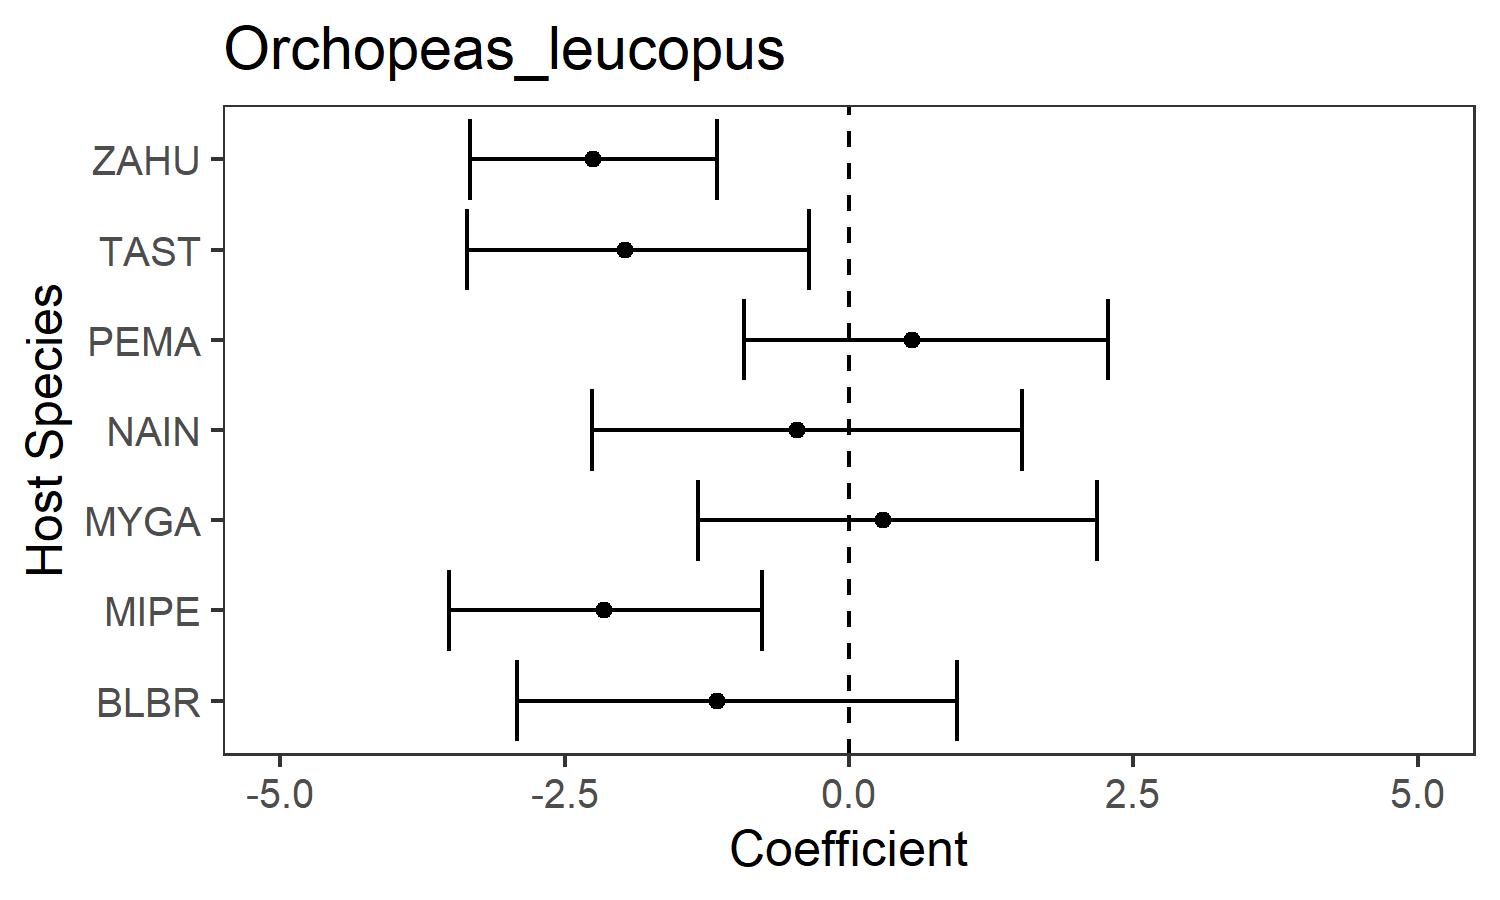 Orchopeas_leucopus
ZAHU
TAST
PEMA
NAIN
MYGA
MIPE
BLBR
Host Species
-5.0 -2.5 0.0 2.5 5.0
Coefficient